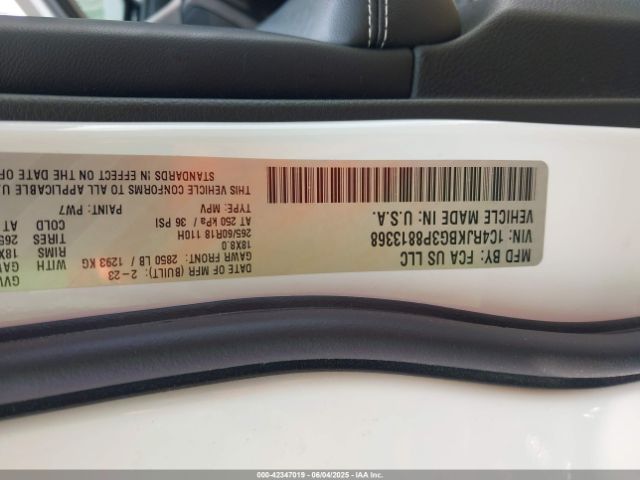 MFD BY: FCA US LLC
VIN: 1C4RJKBG3P8813368
VEHICLE MADE IN: U.S.A.
DATE OF MFR (BUILT): 2-23
GAWR FRONT: 2850 LB 1293 KG WITH
18X8.0 RIMS 18X
265/60R18 110H TIRES 265
AT 250 kPa / 36 PSI COLD AT
TYPE: MPV PAINT: PW7
THIS VEHICLE CONFORMS TO ALL APPLICABLE U.
STANDARDS IN EFFECT ON THE DATE OF
000-42347019 - 06/04/2025 - IAA Inc.